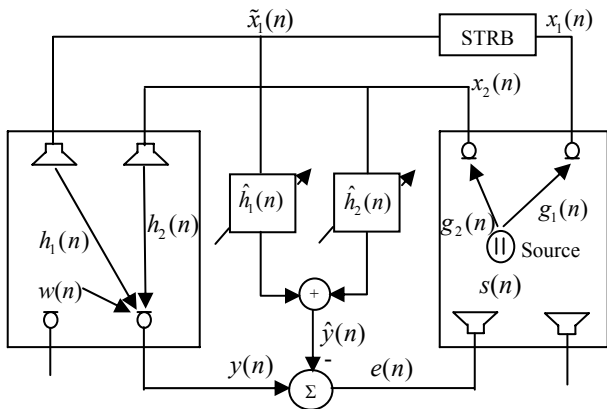 x̃₁(n)
x₁(n)
STRB
x₂(n)
ĥ₁(n)
ĥ₂(n)
h₁(n)
h₂(n)
g₂(n)
g₁(n)
Source
s(n)
w(n)
+
ŷ(n)
-
y(n)
Σ
e(n)